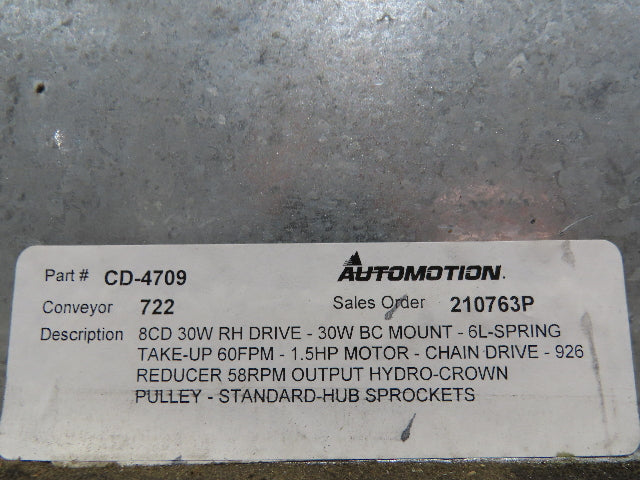 Part # CD-4709 AUTOMOTION.
Conveyor 722 Sales Order 210763P
Description 8CD 30W RH DRIVE - 30W BC MOUNT - 6L-SPRING
TAKE-UP 60FPM - 1.5HP MOTOR - CHAIN DRIVE - 926
REDUCER 58RPM OUTPUT HYDRO-CROWN
PULLEY - STANDARD-HUB SPROCKETS